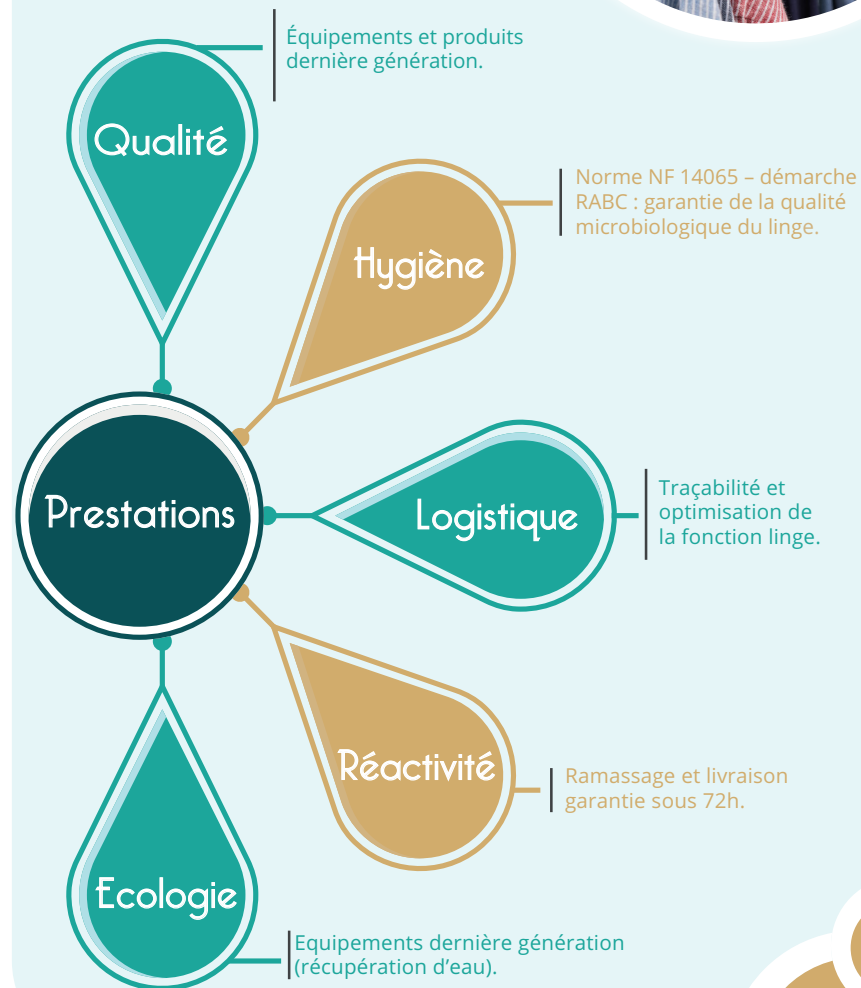 Équipements et produits
dernière génération.
Qualité
Norme NF 14065 – démarche
RABC : garantie de la qualité
microbiologique du linge.
Hygiène
Prestations
Logistique
Traçabilité et
optimisation de
la fonction linge.
Réactivité
Ramassage et livraison
garantie sous 72h.
Ecologie
Equipements dernière génération
(récupération d’eau).